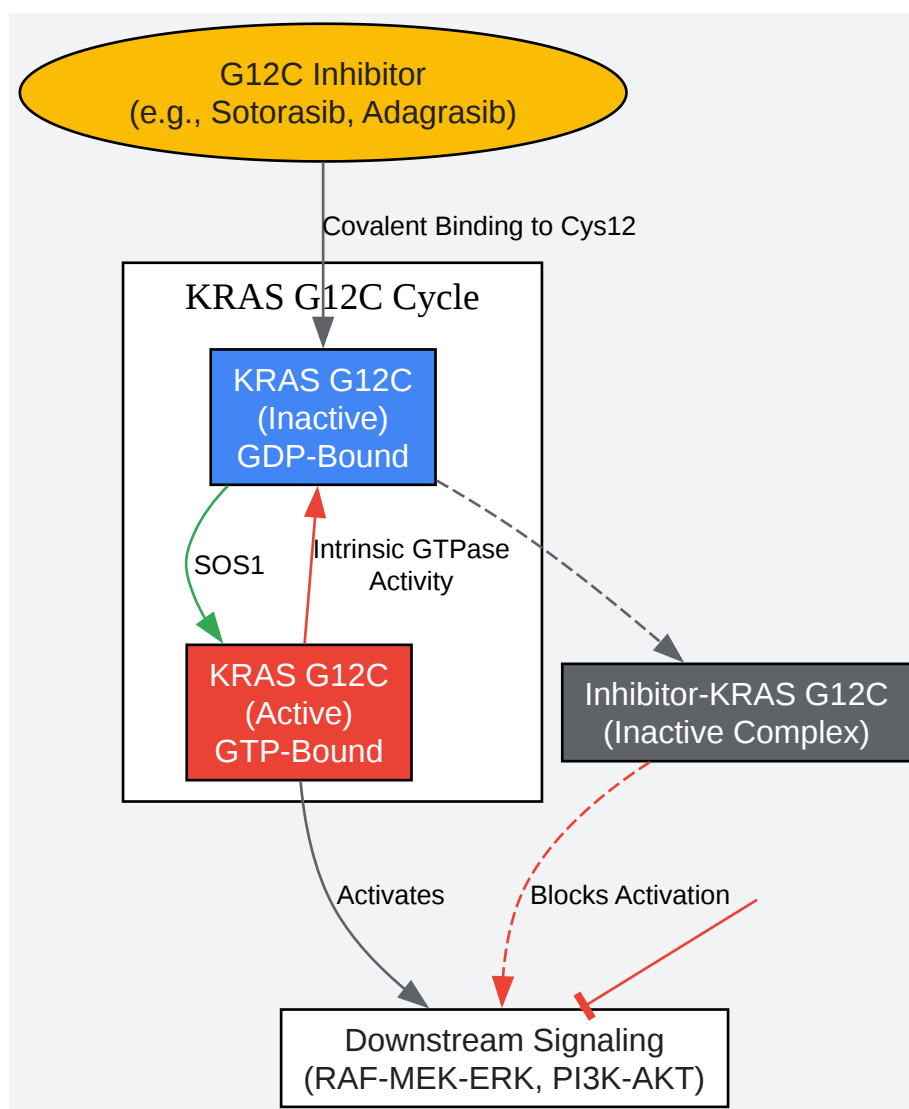 G12C Inhibitor
(e.g., Sotorasib, Adagrasib)
Covalent Binding to Cys12
KRAS G12C Cycle
KRAS G12C
(Inactive)
GDP-Bound
SOS1
Intrinsic GTPase
Activity
KRAS G12C
(Active)
GTP-Bound
Inhibitor-KRAS G12C
(Inactive Complex)
Activates
Blocks Activation
Downstream Signaling
(RAF-MEK-ERK, PI3K-AKT)